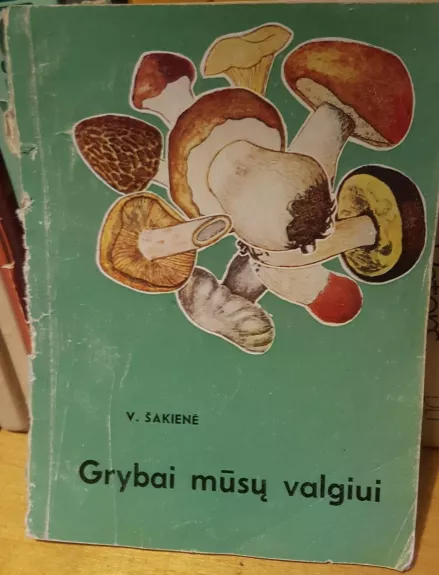 V. ŠAKIENĖ
Grybai mūsų valgiui